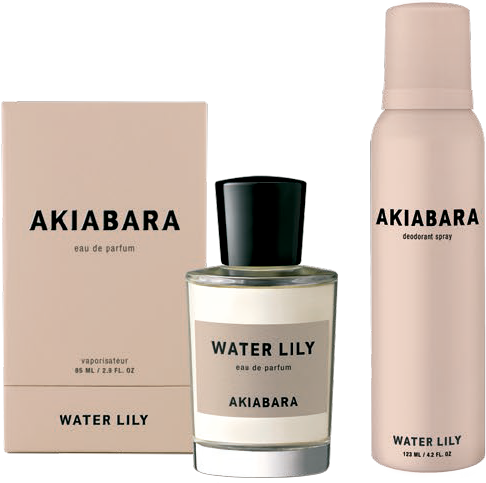 AKIABARA
eau de parfum
vaporisateur
85 ML / 2.9 FL. OZ
WATER LILY
WATER LILY
eau de parfum
AKIABARA
AKIABARA
deodorant spray
WATER LILY
123 ML / 4.2 FL. OZ